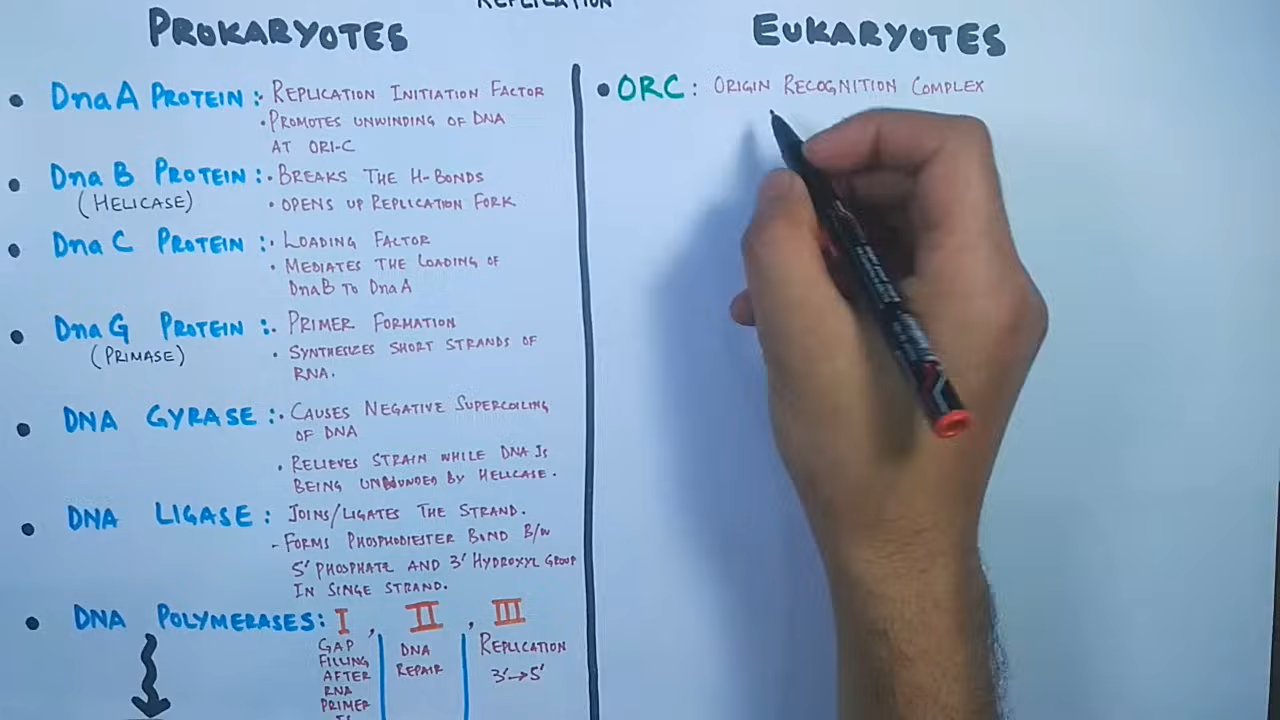 REPLICATION
PROKARYOTES
• DnaA PROTEIN :• REPLICATION INITIATION FACTOR
• PROMOTES UNWINDING OF DNA
AT ORI-C
• Dna B PROTEIN :• BREAKS THE H-BONDS
(HELICASE) • OPENS UP REPLICATION FORK
• Dna C PROTEIN :• LOADING FACTOR
• MEDIATES THE LOADING OF
DnaB TO DnaA
• Dna G PROTEIN :• PRIMER FORMATION
(PRIMASE) • SYNTHESIZES SHORT STRANDS OF
RNA.
• DNA GYRASE :• CAUSES NEGATIVE SUPERCOILING
OF DNA
• RELIEVES STRAIN WHILE DNA IS
BEING UNBOUNDED BY HELICASE.
• DNA LIGASE : JOINS/LIGATES THE STRAND.
- FORMS PHOSPHODIESTER BOND B/W
5' PHOSPHATE AND 3' HYDROXYL GROUP
IN SINGE STRAND.
• DNA POLYMERASES: I, II, III
GAP
FILLING
AFTER
RNA
PRIMER
IS
DNA
REPAIR
REPLICATION
3'→5'
EUKARYOTES
• ORC : ORIGIN RECOGNITION COMPLEX